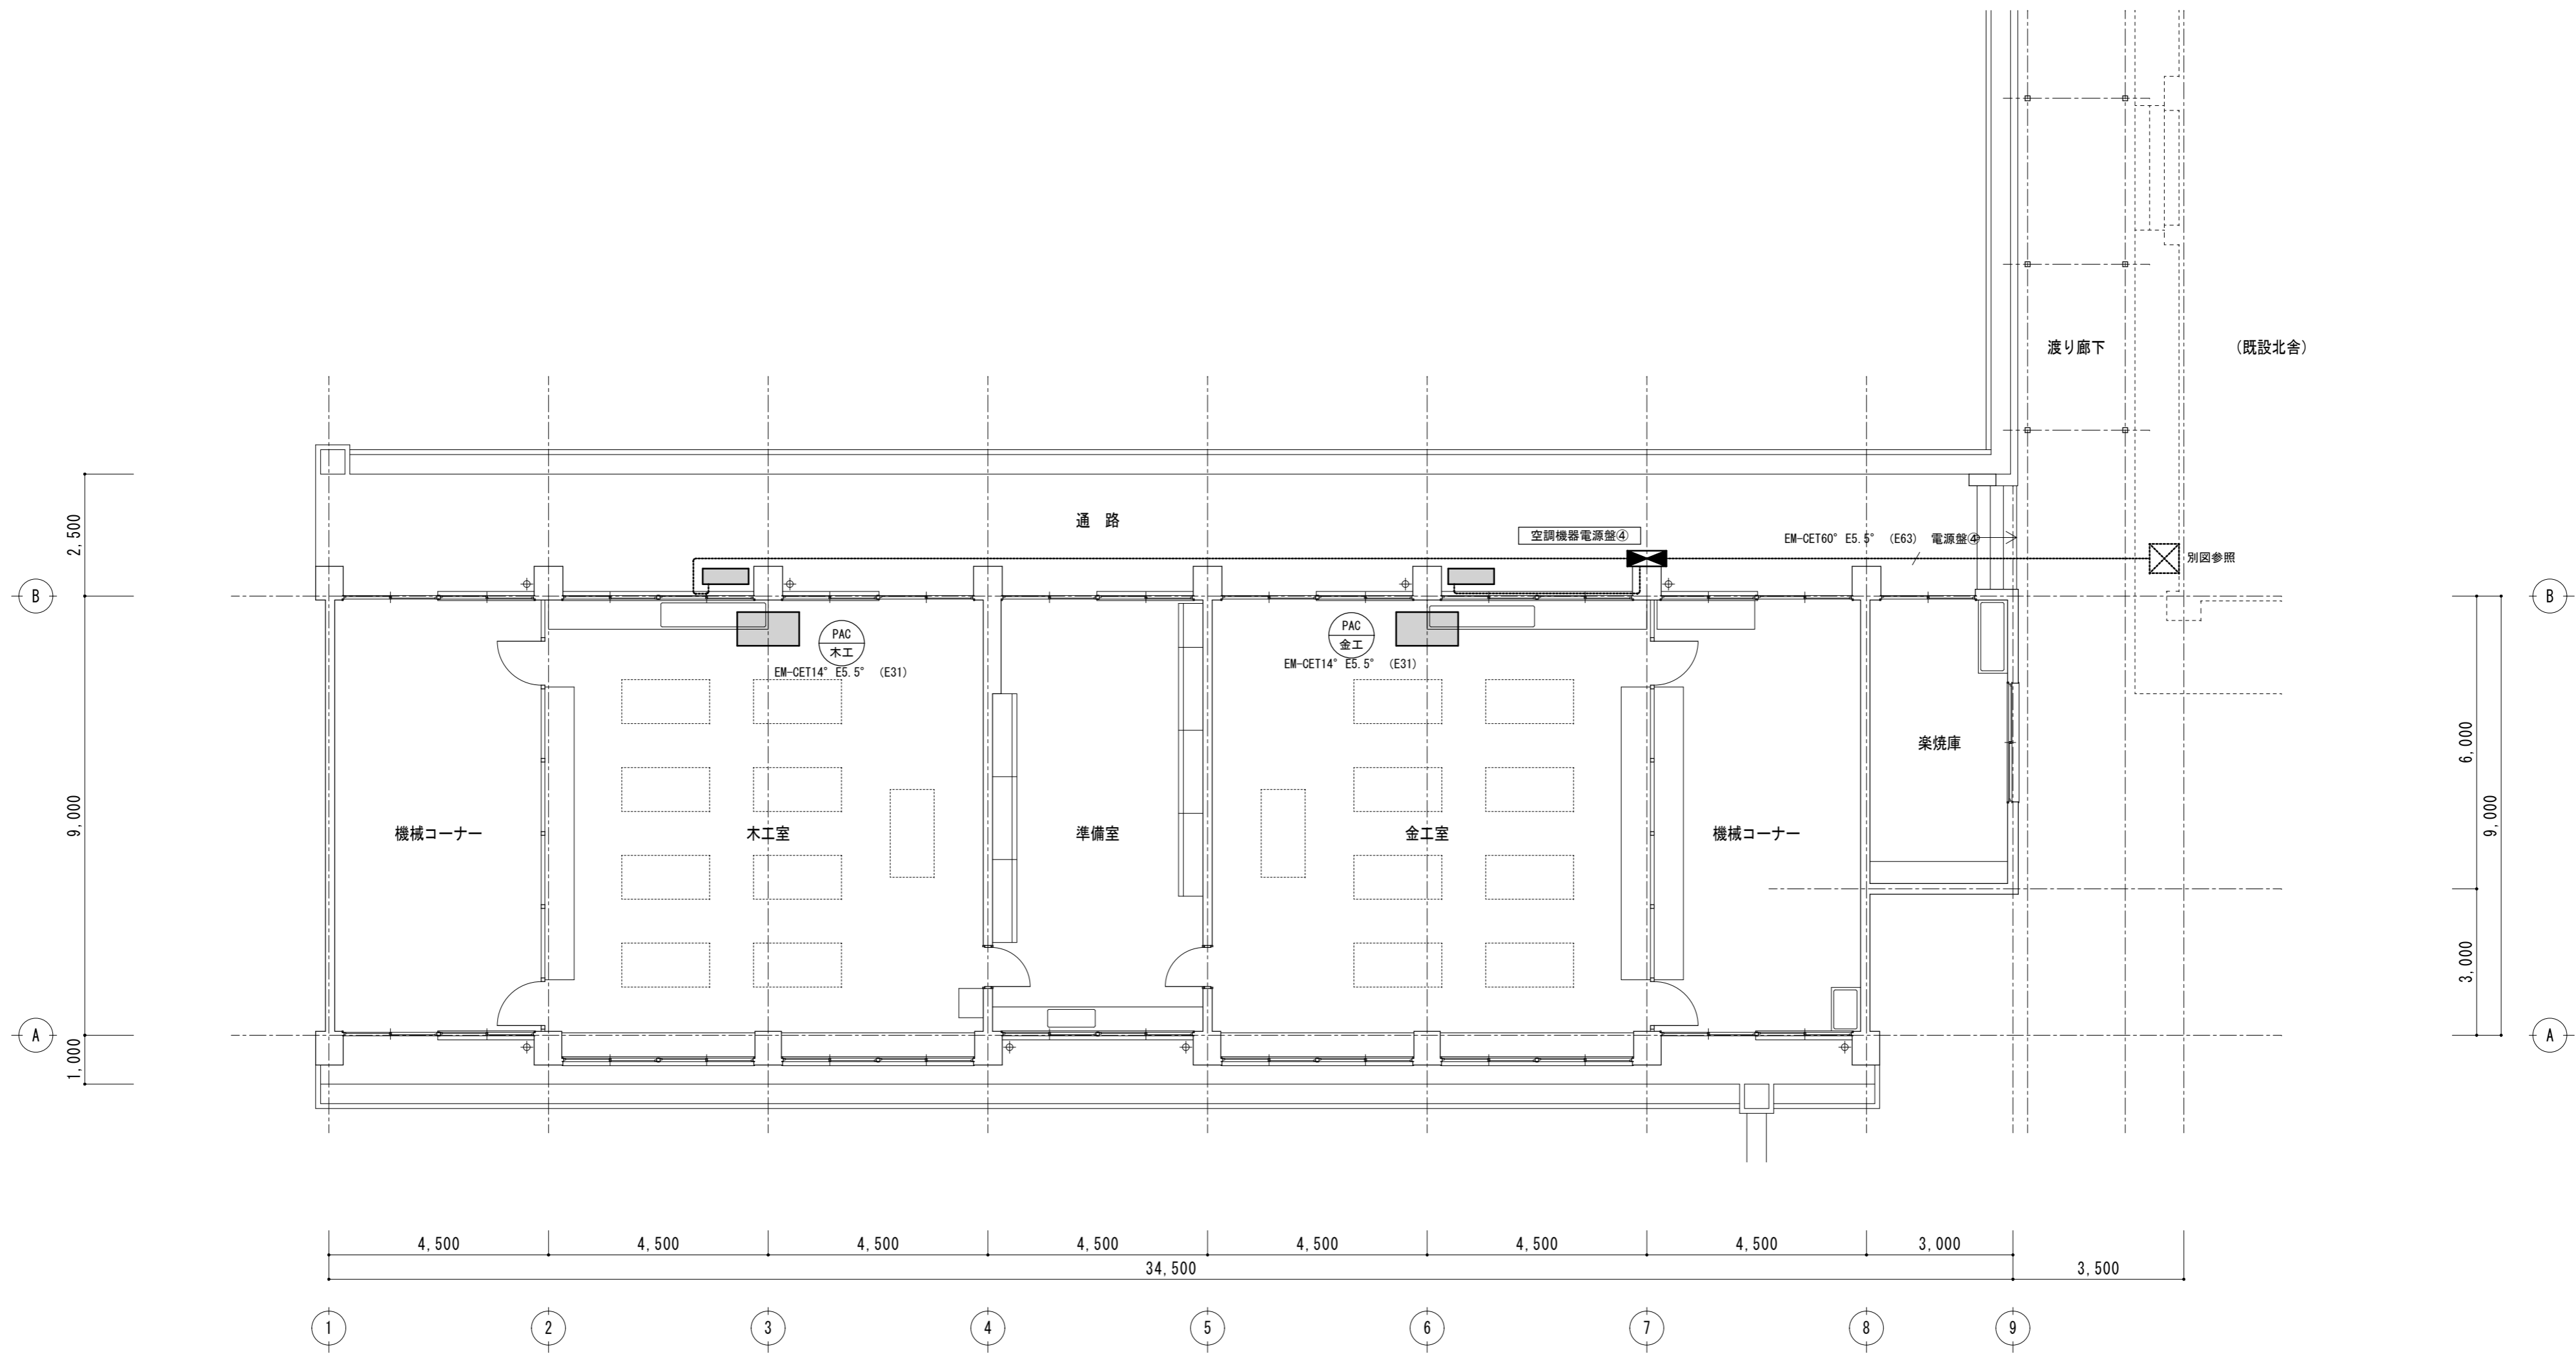 渡り廊下
(既設北舎)
2,500
通 路
空調機器電源盤④
EM-CET60° E5.5° (E63) 電源盤④
別図参照
B
B
PAC
木工
EM-CET14° E5.5° (E31)
PAC
金工
EM-CET14° E5.5° (E31)
9,000
6,000
9,000
3,000
楽焼庫
機械コーナー
木工室
準備室
金工室
機械コーナー
A
A
1,000
4,500
4,500
4,500
4,500
4,500
4,500
4,500
3,000
34,500
3,500
1
2
3
4
5
6
7
8
9